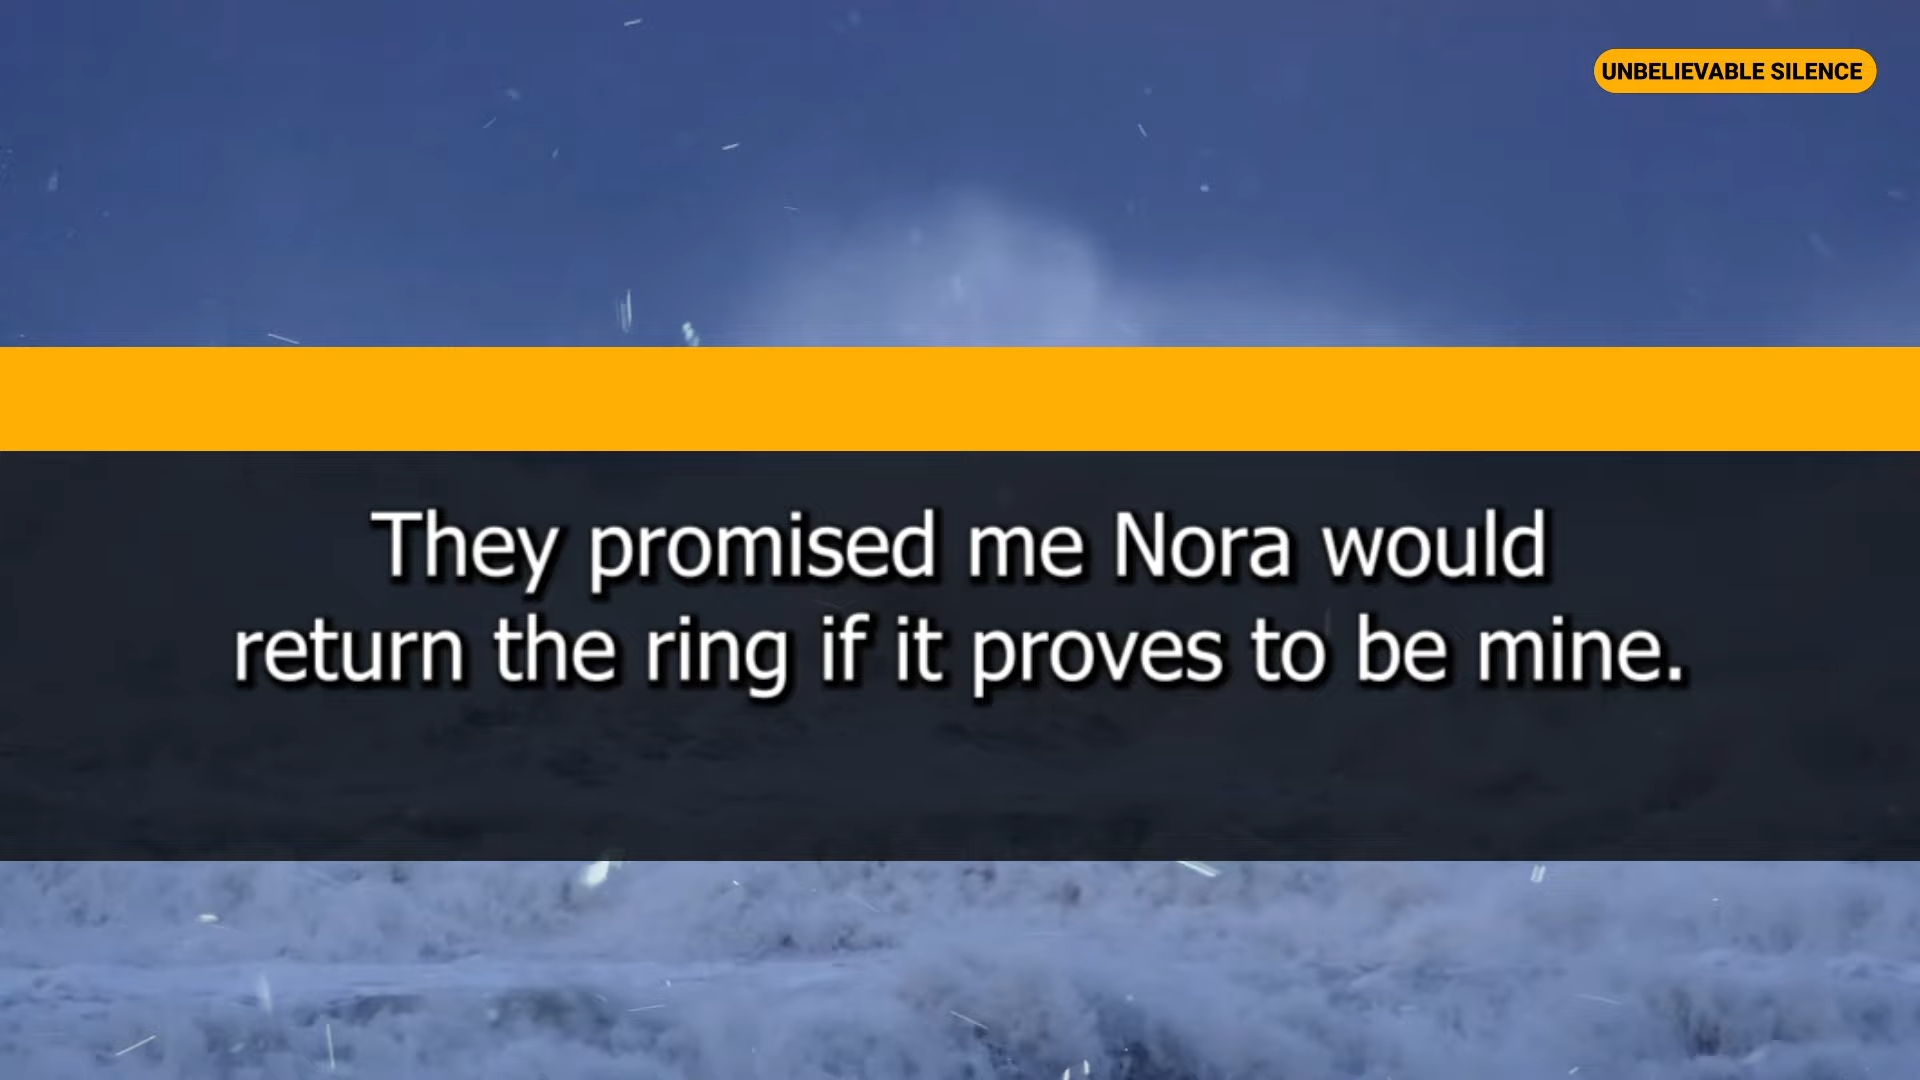 UNBELIEVABLE SILENCE
They promised me Nora would
return the ring if it proves to be mine.